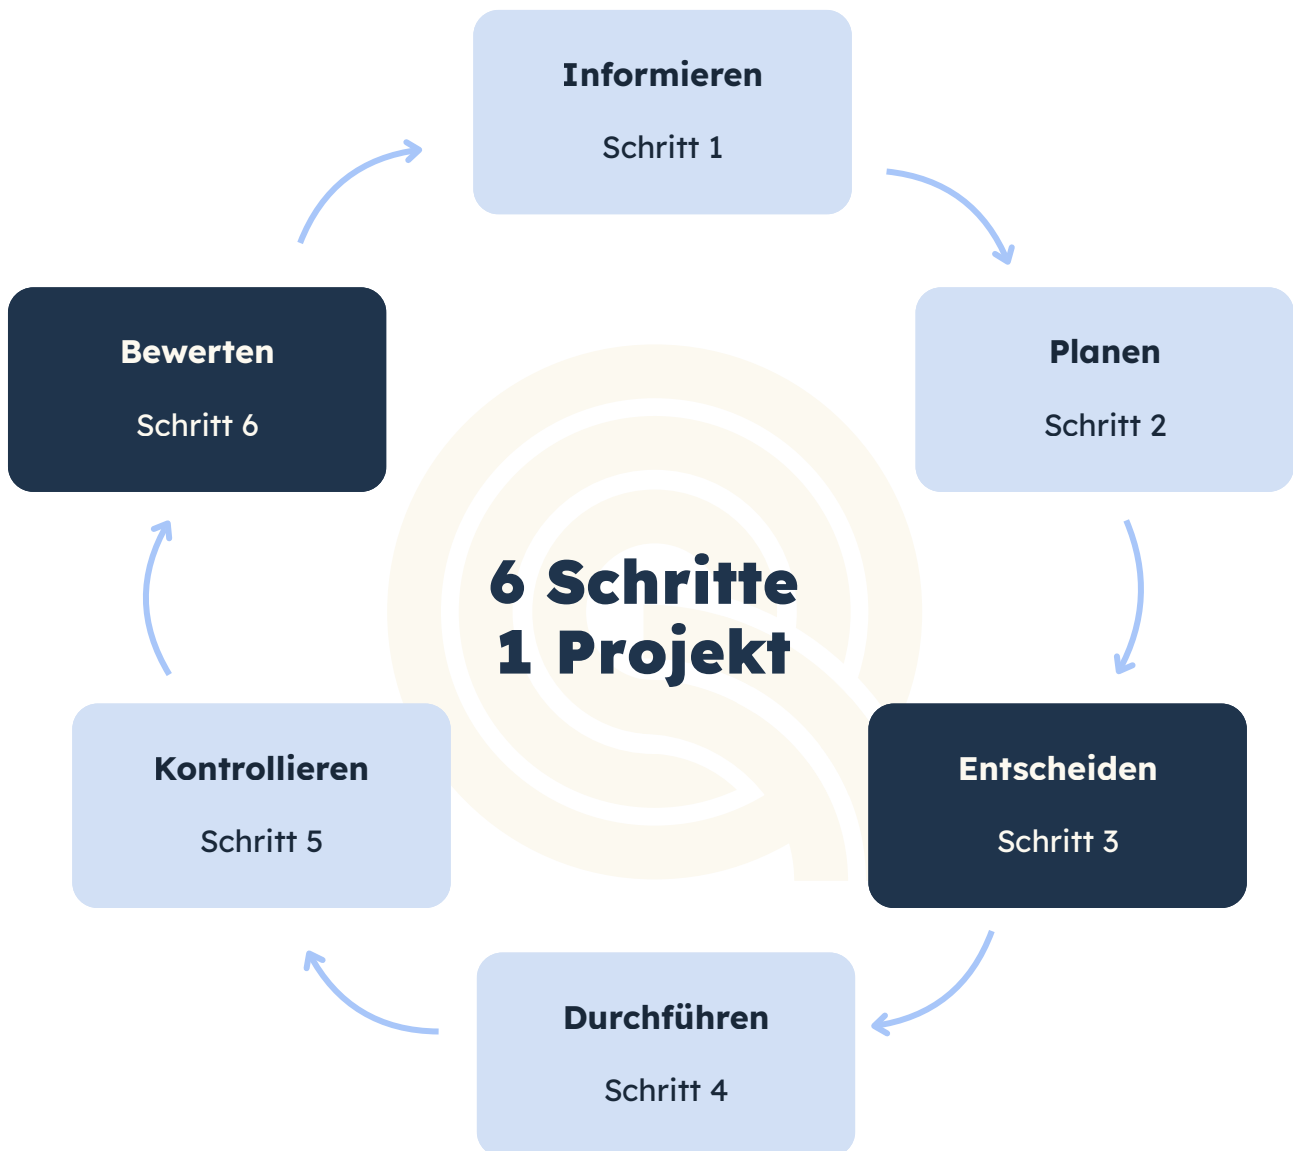 Informieren
Schritt 1
Planen
Schritt 2
Entscheiden
Schritt 3
Durchführen
Schritt 4
Kontrollieren
Schritt 5
Bewerten
Schritt 6
6 Schritte
1 Projekt